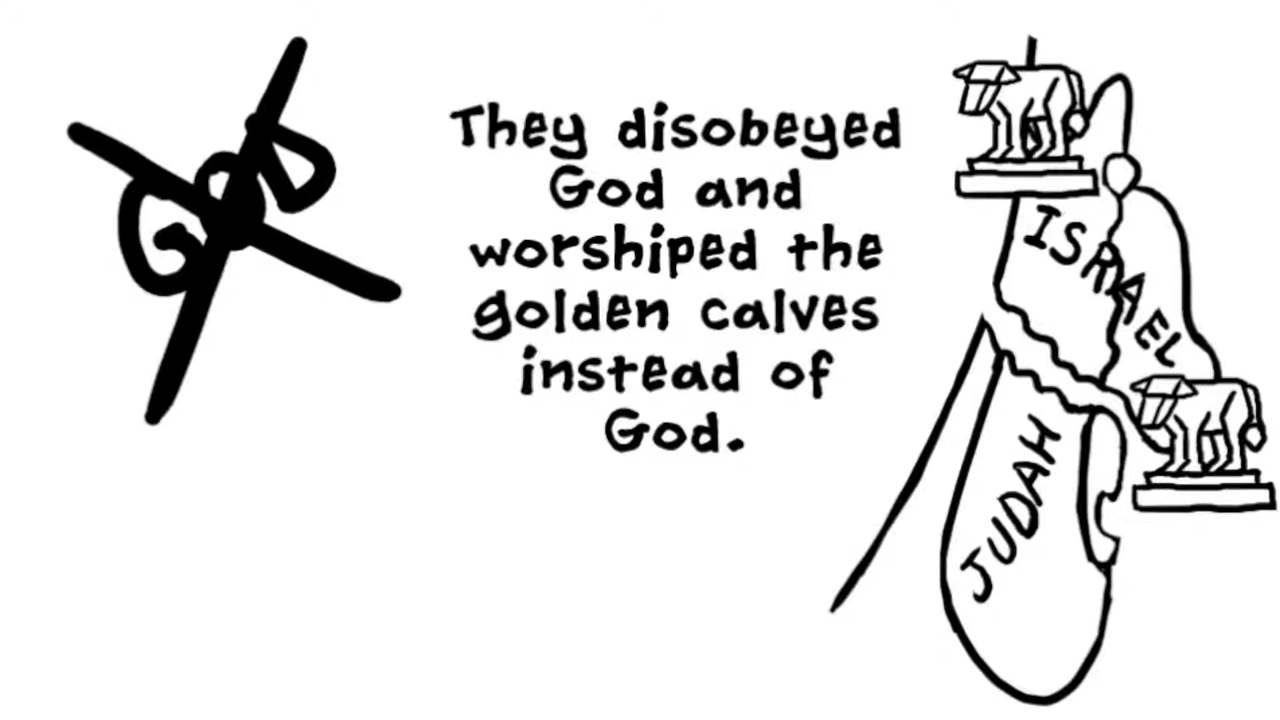 GOD
They disobeyed
God and
worshiped the
golden calves
instead of
God.
ISRAEL
JUDAH